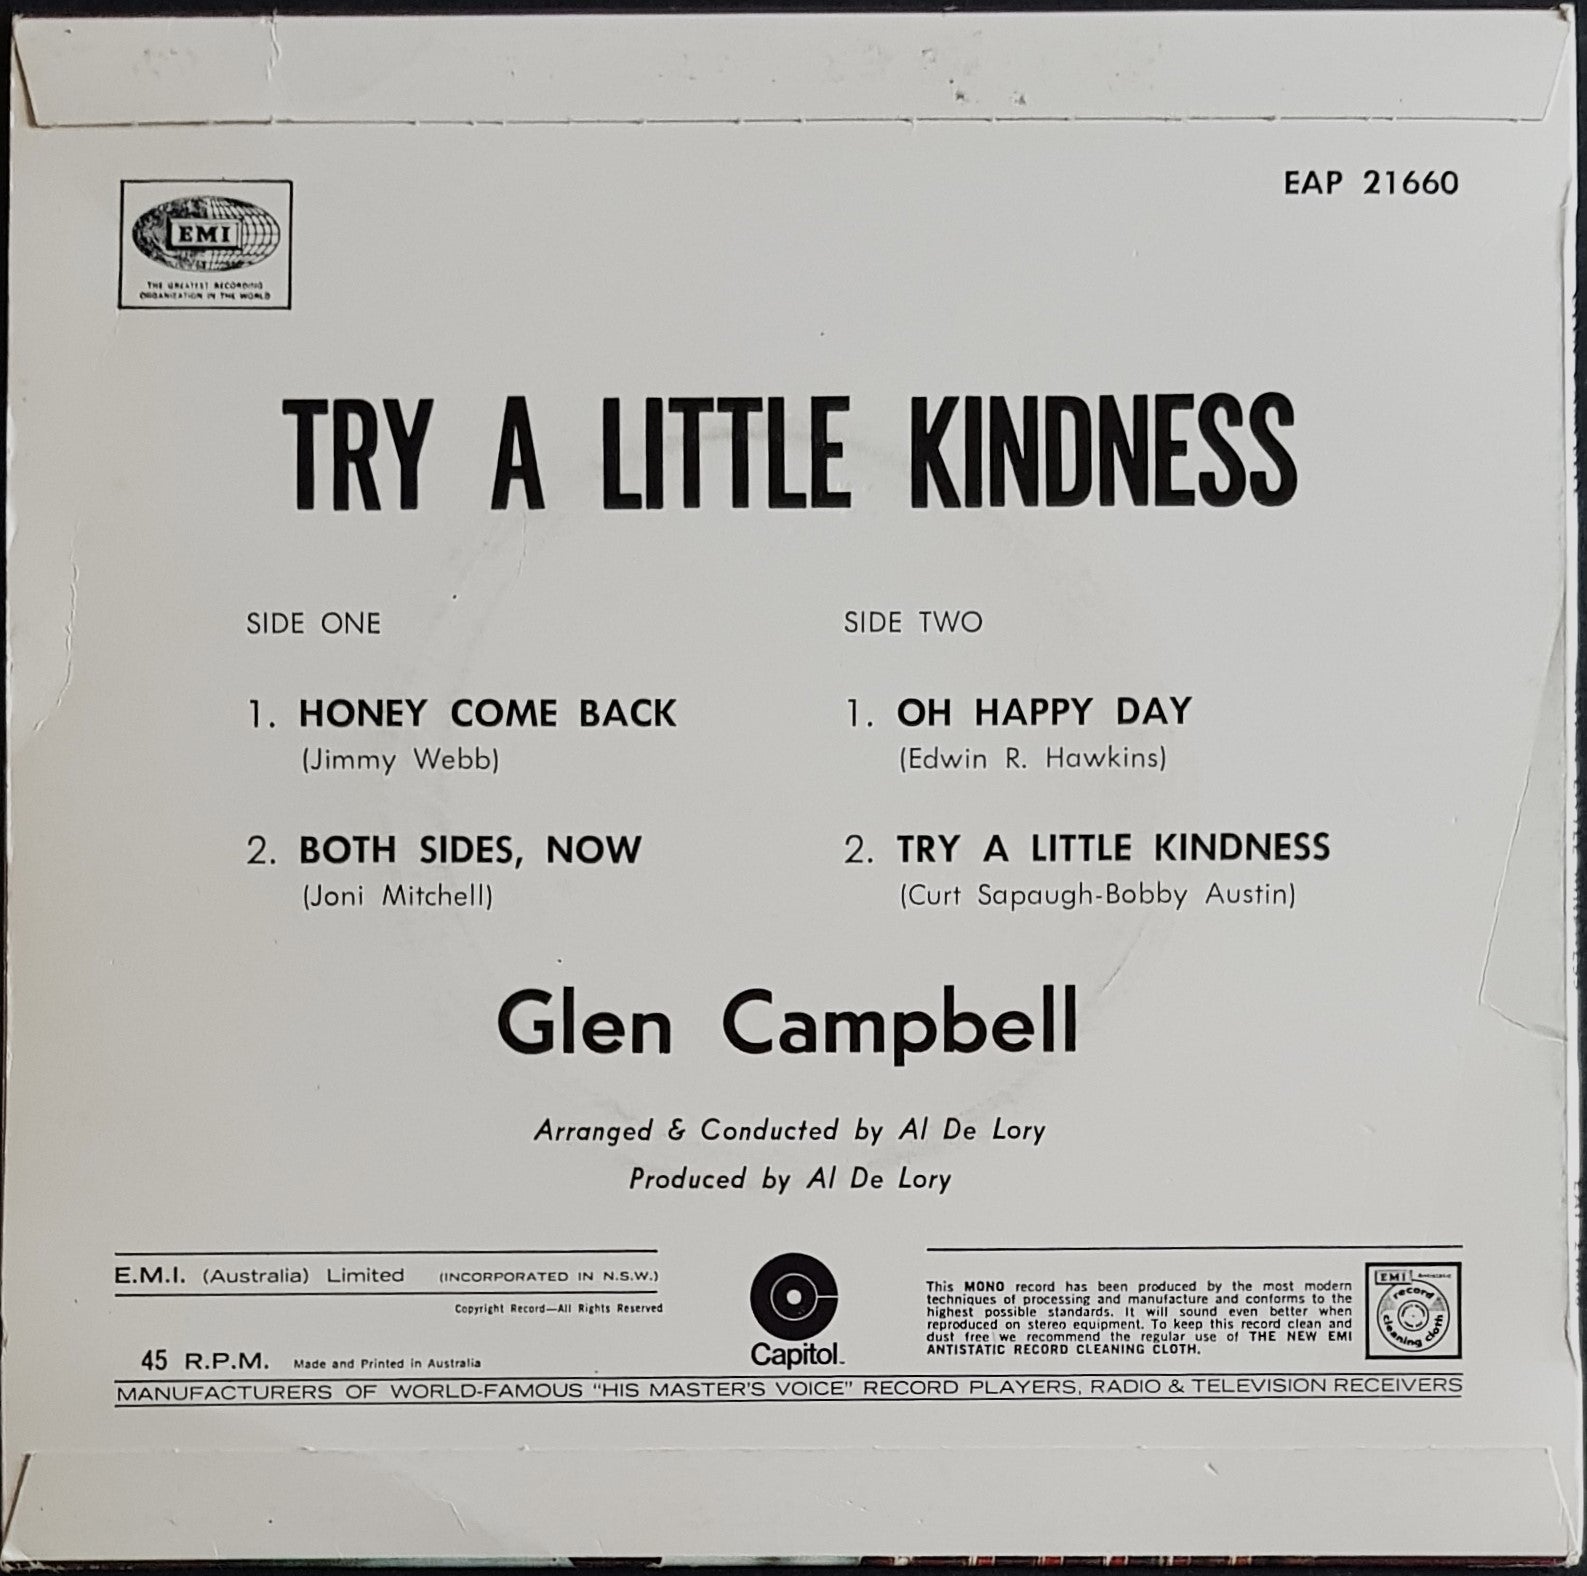 EAP 21660
EMI
THE GREATEST RECORDING
ORGANISATION IN THE WORLD
TRY A LITTLE KINDNESS
SIDE ONE
1. HONEY COME BACK
(Jimmy Webb)
2. BOTH SIDES, NOW
(Joni Mitchell)
SIDE TWO
1. OH HAPPY DAY
(Edwin R. Hawkins)
2. TRY A LITTLE KINDNESS
(Curt Sapaugh-Bobby Austin)
Glen Campbell
Arranged & Conducted by Al De Lory
Produced by Al De Lory
E.M.I. (Australia) Limited (INCORPORATED IN N.S.W.)
Copyright Record—All Rights Reserved
45 R.P.M. Made and Printed in Australia
Capitol
This MONO record has been produced by the most modern
techniques of processing and manufacture and conforms to the
highest possible standards. It will sound even better when
reproduced on stereo equipment. To keep this record clean and
dust free we recommend the regular use of THE NEW EMI
ANTISTATIC RECORD CLEANING CLOTH.
EMI
record
cleaning cloth
MANUFACTURERS OF WORLD-FAMOUS "HIS MASTER'S VOICE" RECORD PLAYERS, RADIO & TELEVISION RECEIVERS